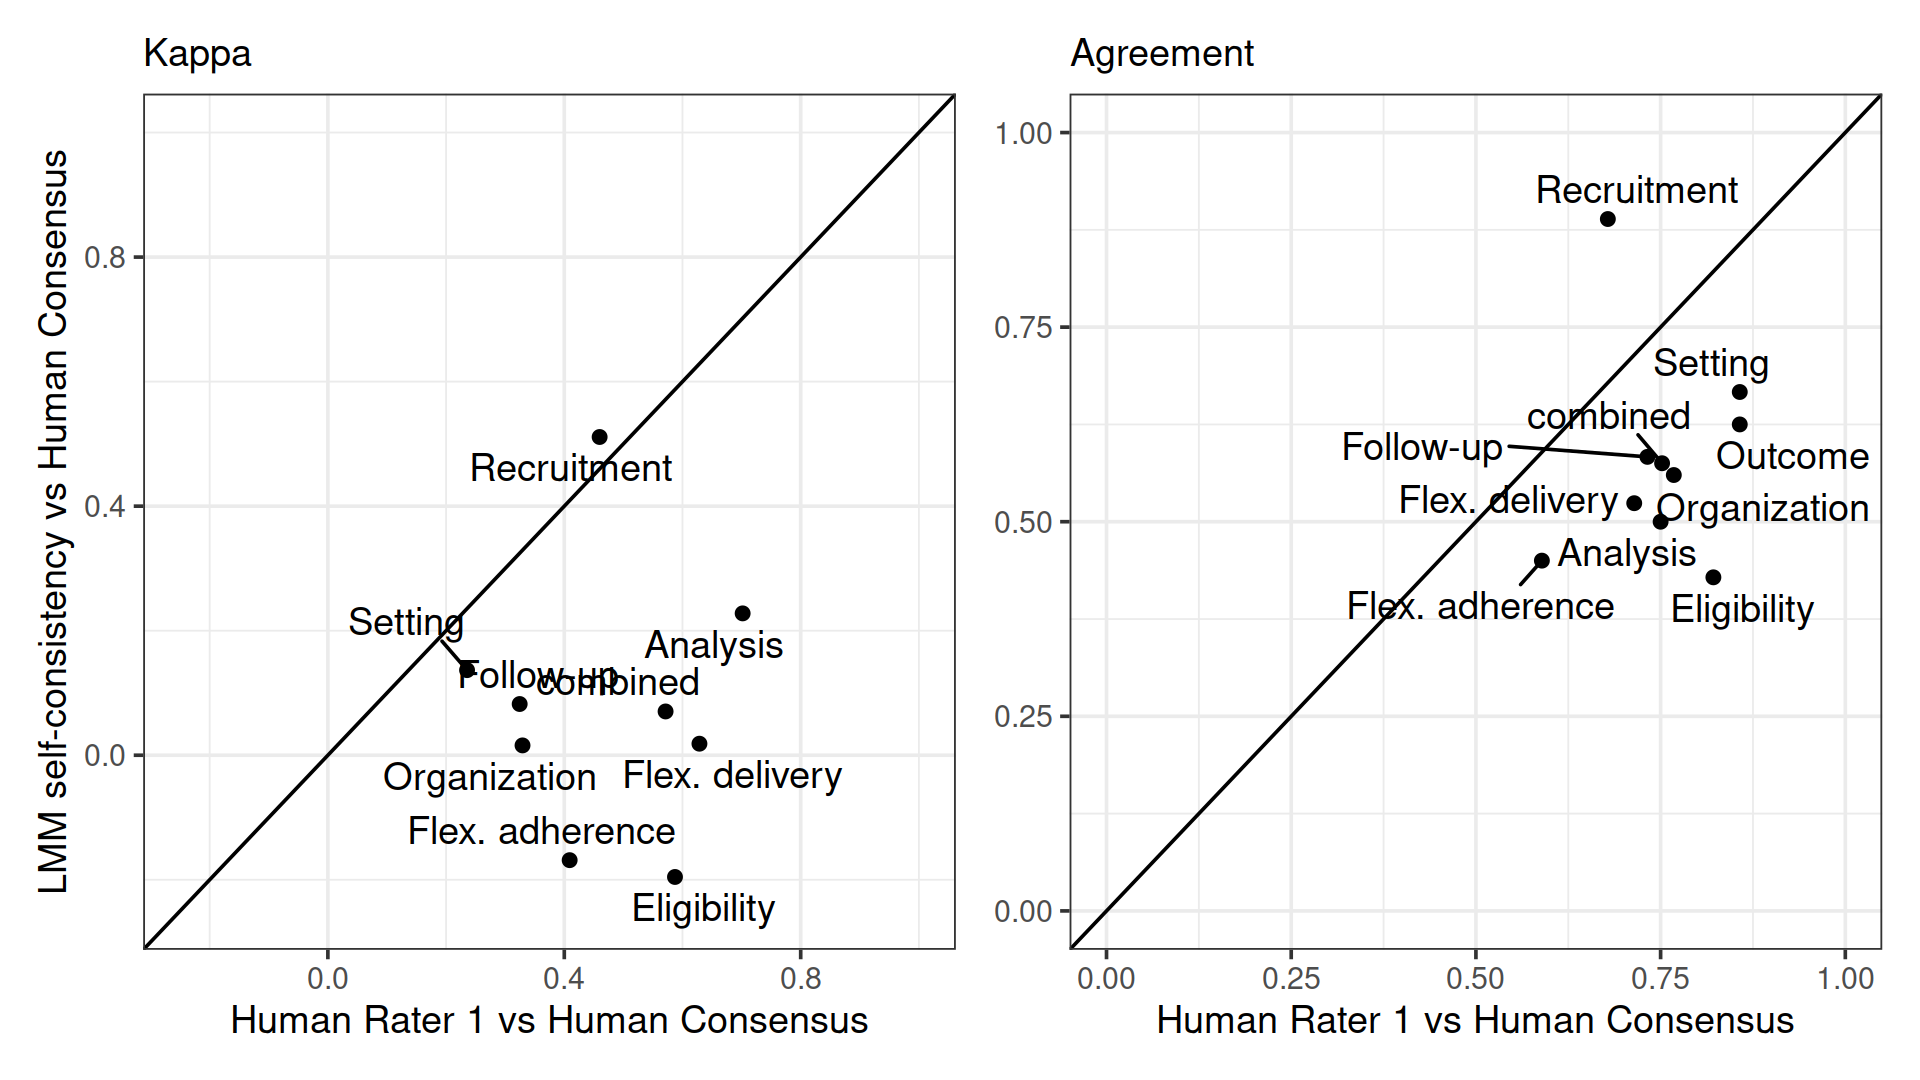 Kappa
LMM self-consistency vs Human Consensus
0.8
0.4
0.0
Recruitment
Setting
Analysis
Follow-up
combined
Organization
Flex. delivery
Flex. adherence
Eligibility
0.0
0.4
0.8
Human Rater 1 vs Human Consensus
Agreement
1.00
0.75
0.50
0.25
0.00
Recruitment
Setting
combined
Follow-up
Outcome
Flex. delivery
Organization
Analysis
Flex. adherence
Eligibility
0.00
0.25
0.50
0.75
1.00
Human Rater 1 vs Human Consensus